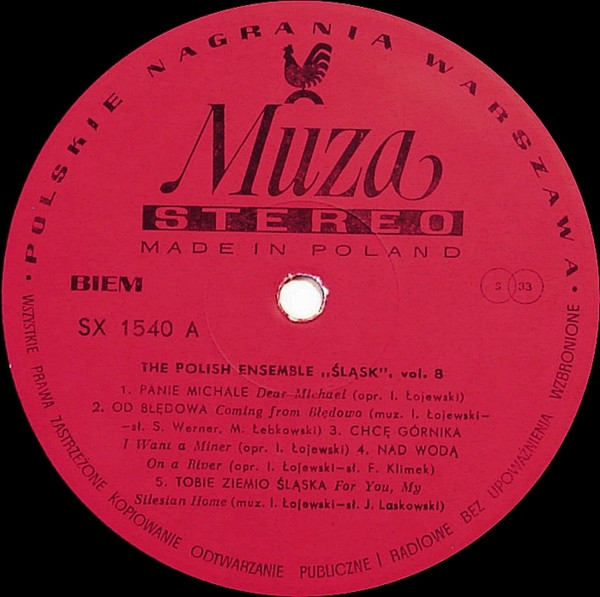 • POLSKIE NAGRANIA WARSZAWA •
Muza
STEREO
MADE IN POLAND
BIEM
S 33
SX 1540 A
THE POLISH ENSEMBLE „ŚLĄSK”, vol. 8
1. PANIE MICHALE Dear Michael (opr. I. Łojewski)
2. OD BŁĘDOWA Coming from Błędowo (muz. I. Łojewski—
—sł. S. Werner, M. Łebkowski) 3. CHCĘ GÓRNIKA
I Want a Miner (opr. I. Łojewski) 4. NAD WODĄ
On a River (opr. I. Łojewski—sł. F. Klimek)
5. TOBIE ZIEMIO ŚLĄSKA For You, My
Silesian Home (muz. I. Łojewski—sł. J. Laskowski)
WSZYSTKIE PRAWA ZASTRZEŻONE KOPIOWANIE ODTWARZANIE PUBLICZNE I RADIOWE BEZ UPOWAŻNIENIA WZBRONIONE